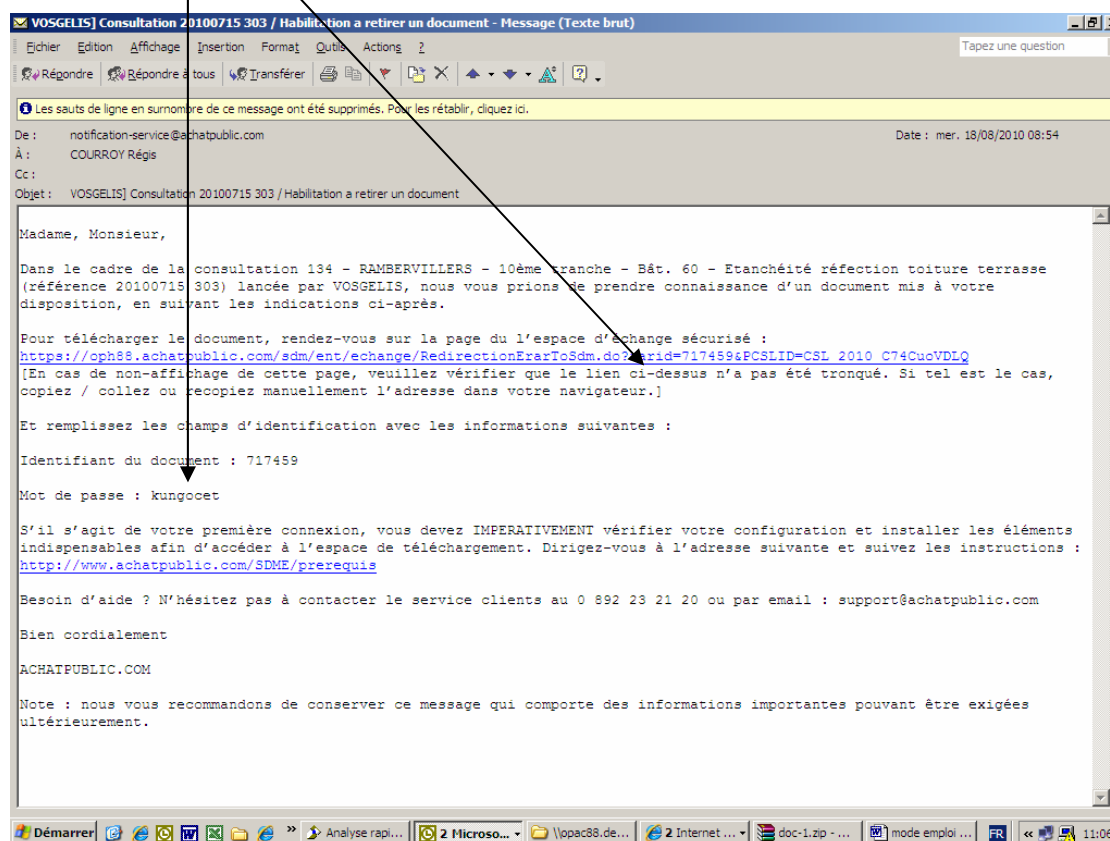 VOSGELIS] Consultation 20100715 303 / Habilitation a retirer un document - Message (Texte brut)
Fichier Edition Affichage Insertion Format Outils Actions ?
Tapez une question
Répondre Répondre à tous Transférer
Les sauts de ligne en surnombre de ce message ont été supprimés. Pour les rétablir, cliquez ici.
De : notification-service@achatpublic.com
Date : mer. 18/08/2010 08:54
À : COURROY Régis
Cc :
Objet : VOSGELIS] Consultation 20100715 303 / Habilitation a retirer un document
Madame, Monsieur,
Dans le cadre de la consultation 134 - RAMBERVILLERS - 10ème tranche - Bât. 60 - Etanchéité réfection toiture terrasse
(référence 20100715 303) lancée par VOSGELIS, nous vous prions de prendre connaissance d'un document mis à votre
disposition, en suivant les indications ci-après.
Pour télécharger le document, rendez-vous sur la page du l'espace d'échange sécurisé :
https://oph88.achatpublic.com/sdm/ent/echange/RedirectionErarToSdm.do?arid=717459&PCSLID=CSL_2010_C74CuoVDLQ
[En cas de non-affichage de cette page, veuillez vérifier que le lien ci-dessus n'a pas été tronqué. Si tel est le cas,
copiez / collez ou recopiez manuellement l'adresse dans votre navigateur.]
Et remplissez les champs d'identification avec les informations suivantes :
Identifiant du document : 717459
Mot de passe : kungocet
S'il s'agit de votre première connexion, vous devez IMPERATIVEMENT vérifier votre configuration et installer les éléments
indispensables afin d'accéder à l'espace de téléchargement. Dirigez-vous à l'adresse suivante et suivez les instructions :
http://www.achatpublic.com/SDME/prerequis
Besoin d'aide ? N'hésitez pas à contacter le service clients au 0 892 23 21 20 ou par email : support@achatpublic.com
Bien cordialement
ACHATPUBLIC.COM
Note : nous vous recommandons de conserver ce message qui comporte des informations importantes pouvant être exigées
ultérieurement.
Démarrer » Analyse rapi... 2 Microso... \\opac88.de... 2 Internet ... doc-1.zip - ... mode emploi ... FR « 11:06